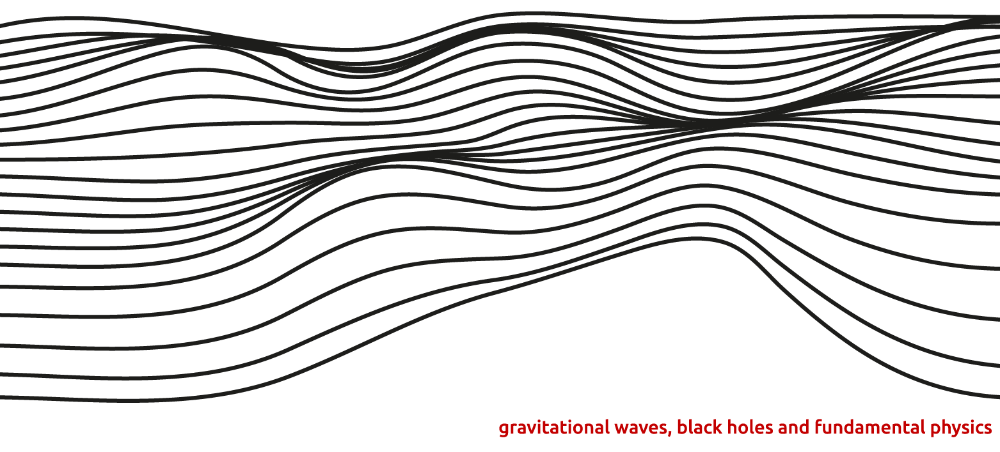 gravitational waves, black holes and fundamental physics